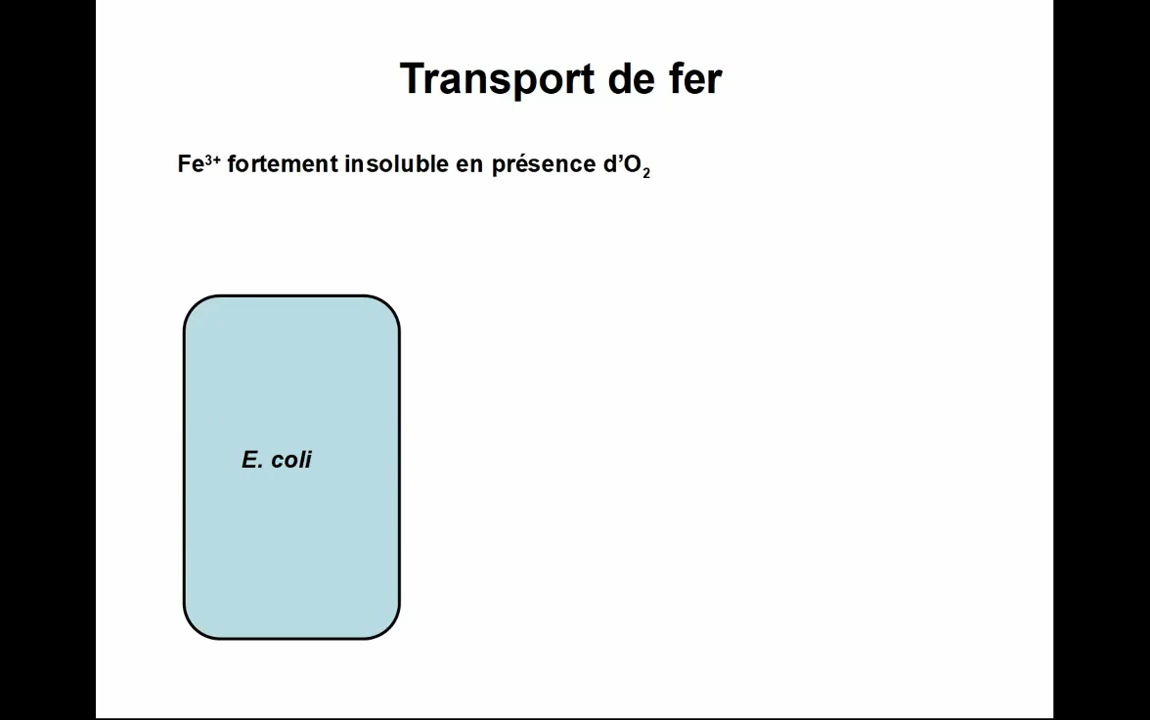 Transport de fer
Fe³⁺ fortement insoluble en présence d’O₂
E. coli